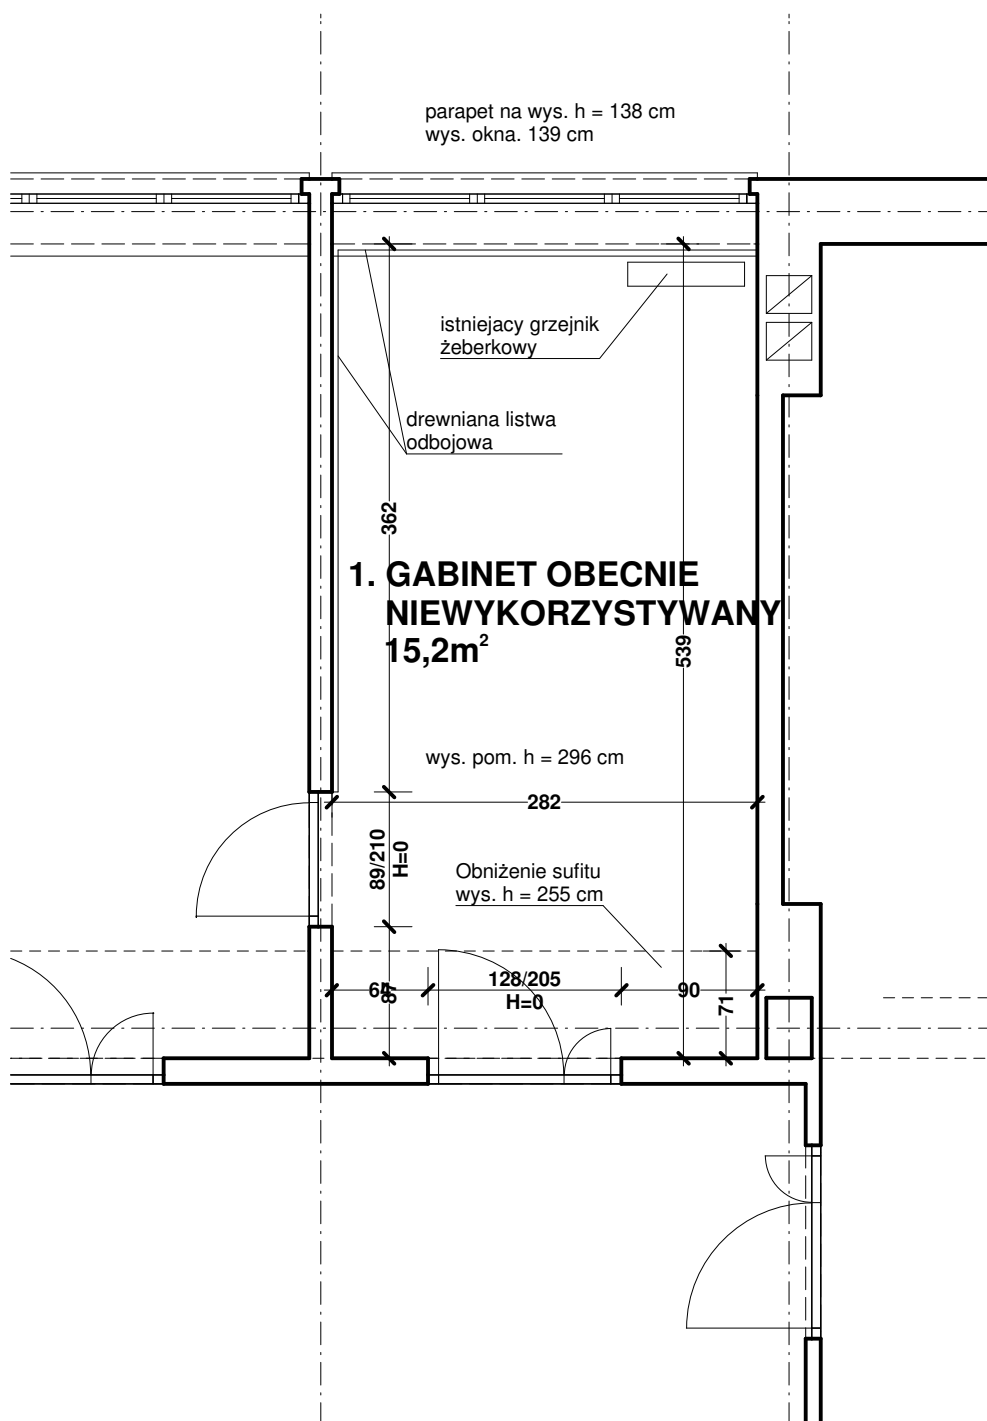 parapet na wys. h = 138 cm
wys. okna. 139 cm
istniejacy grzejnik
żeberkowy
drewniana listwa
odbojowa
362
1. GABINET OBECNIE
NIEWYKORZYSTYWANY
15,2m²
539
wys. pom. h = 296 cm
282
89/210
H=0
Obniżenie sufitu
wys. h = 255 cm
64
87
128/205
H=0
90
71